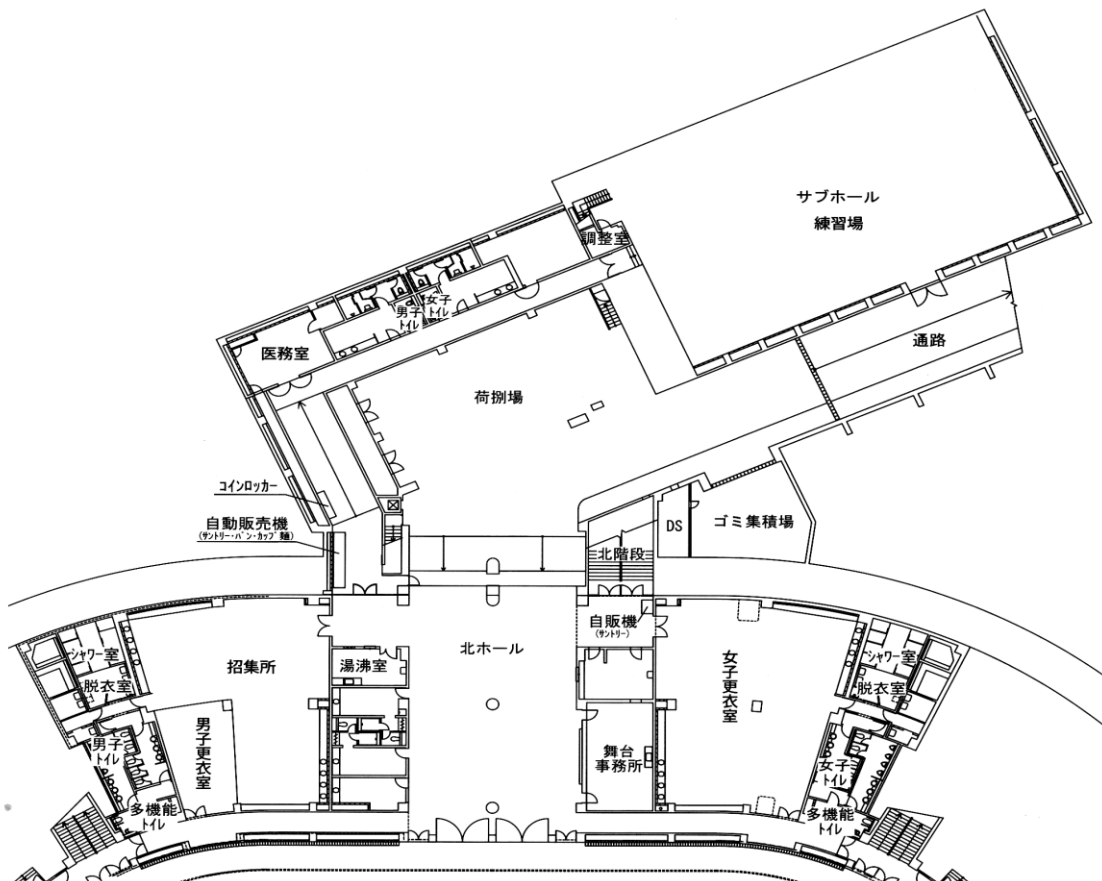 サブホール
練習場
調整室
女子
トイレ
男子
トイレ
医務室
通路
荷捌場
コインロッカー
自動販売機
(サントリー・パン・カップ麺)
DS
ゴミ集積場
北階段
自販機
(サントリー)
シャワー室
脱衣室
招集所
湯沸室
北ホール
女子更衣室
シャワー室
脱衣室
男子
トイレ
男子更衣室
舞台
事務所
女子
トイレ
多機能
トイレ
多機能
トイレ